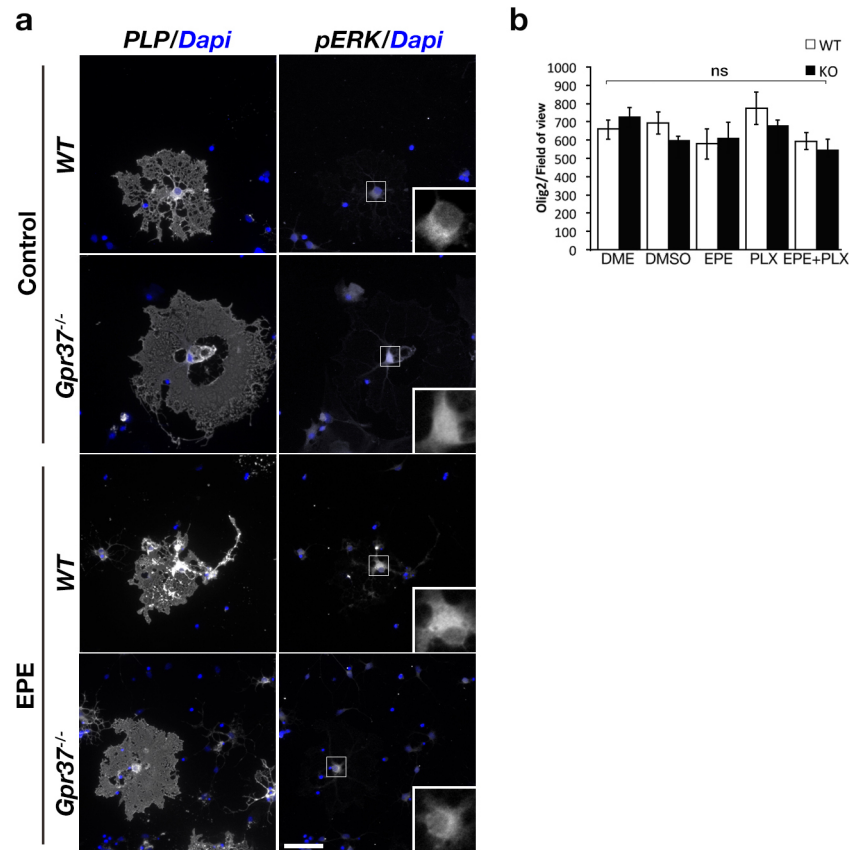 a
PLP/Dapi
pERK/Dapi
Control
WT
Gpr37-/-
EPE
WT
Gpr37-/-
b
WT
KO
ns
Olig2/ Field of view
1000
900
800
700
600
500
400
300
200
100
0
DME DMSO EPE PLX EPE+PLX